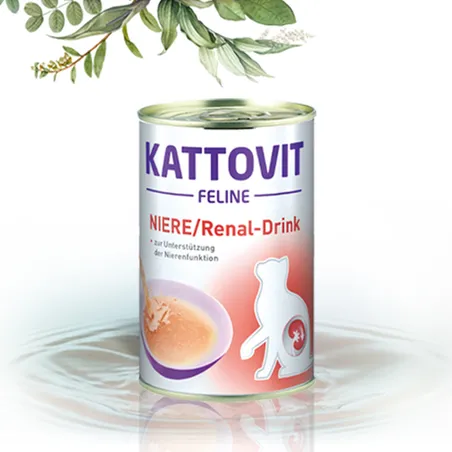 KATTOVIT
FELINE
NIERE/Renal-Drink
• zur Unterstützung
der Nierenfunktion